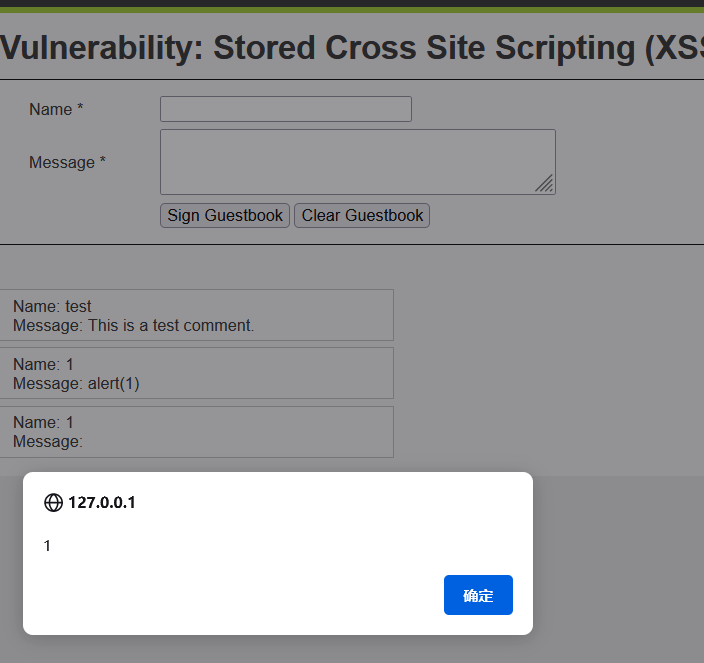 Vulnerability: Stored Cross Site Scripting (XSS
Name *
Message *
Sign Guestbook Clear Guestbook
Name: test
Message: This is a test comment.
Name: 1
Message: alert(1)
Name: 1
Message:
127.0.0.1
1
确定